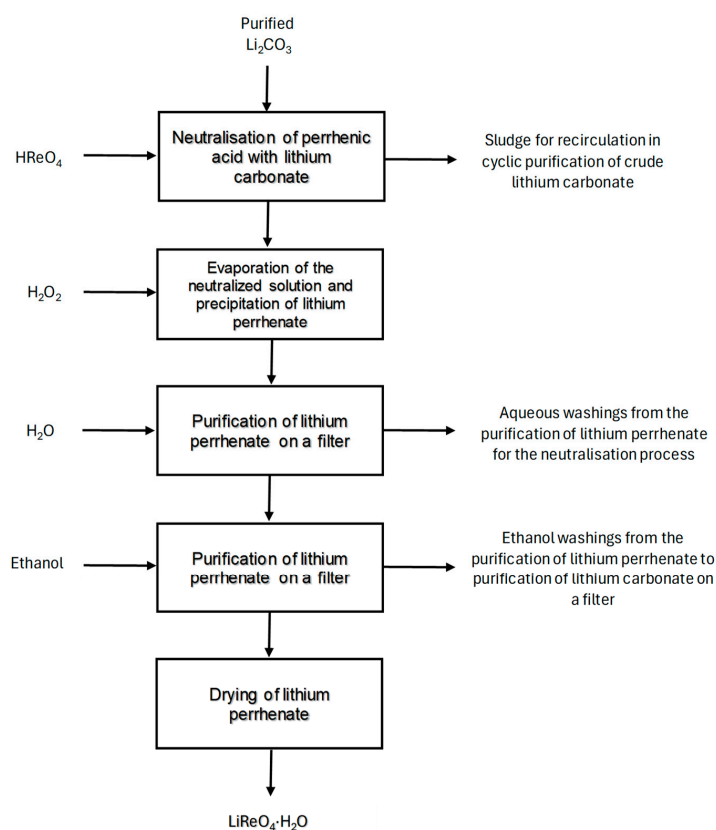 Purified
Li₂CO₃
HReO₄
Neutralisation of perrhenic
acid with lithium
carbonate
Sludge for recirculation in
cyclic purification of crude
lithium carbonate
H₂O₂
Evaporation of the
neutralized solution and
precipitation of lithium
perrhenate
H₂O
Purification of lithium
perrhenate on a filter
Aqueous washings from the
purification of lithium perrhenate
for the neutralisation process
Ethanol
Purification of lithium
perrhenate on a filter
Ethanol washings from the
purification of lithium perrhenate to
purification of lithium carbonate on
a filter
Drying of lithium
perrhenate
LiReO₄·H₂O